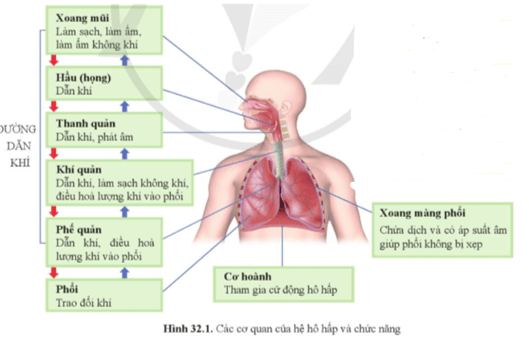 Xoang mũi
Làm sạch, làm ấm,
làm ẩm không khí
Hầu (họng)
Dẫn khí
Thanh quản
Dẫn khí, phát âm
Khí quản
Dẫn khí, làm sạch không khí,
điều hoà lượng khí vào phổi
Phế quản
Dẫn khí, điều hoà
lượng khí vào phổi
Phổi
Trao đổi khí
ĐƯỜNG
DẪN
KHÍ
Cơ hoành
Tham gia cử động hô hấp
Xoang màng phổi
Chứa dịch và có áp suất âm
giúp phổi không bị xẹp
Hình 32.1. Các cơ quan của hệ hô hấp và chức năng